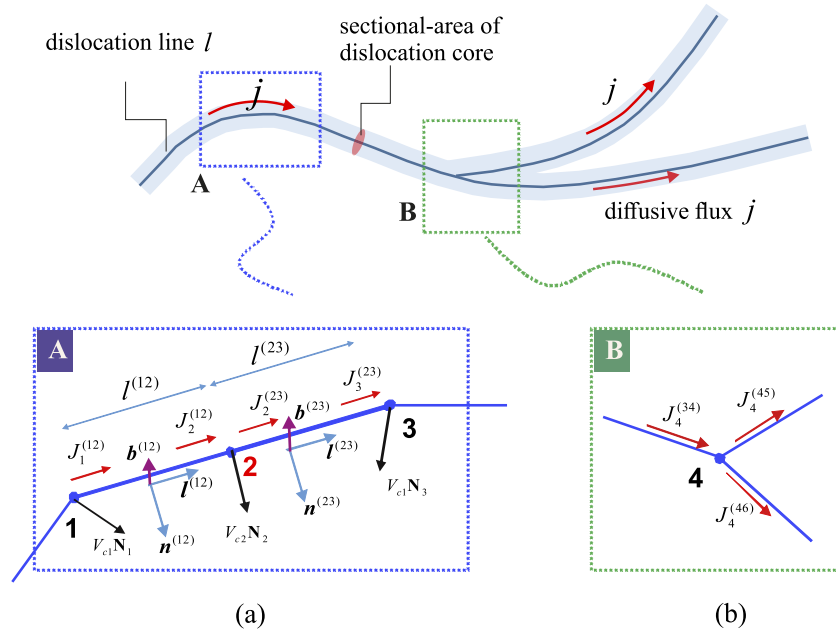 dislocation line l
sectional-area of
dislocation core
j
j
A
B
diffusive flux j
A
l^(12)
l^(23)
J_1^(12)
b^(12)
J_2^(12)
J_2^(23)
b^(23)
J_3^(23)
l^(12)
l^(23)
1
2
3
V_c1 N_1
n^(12)
V_c2 N_2
n^(23)
V_c1 N_3
B
J_4^(34)
J_4^(45)
4
J_4^(46)
(a)
(b)